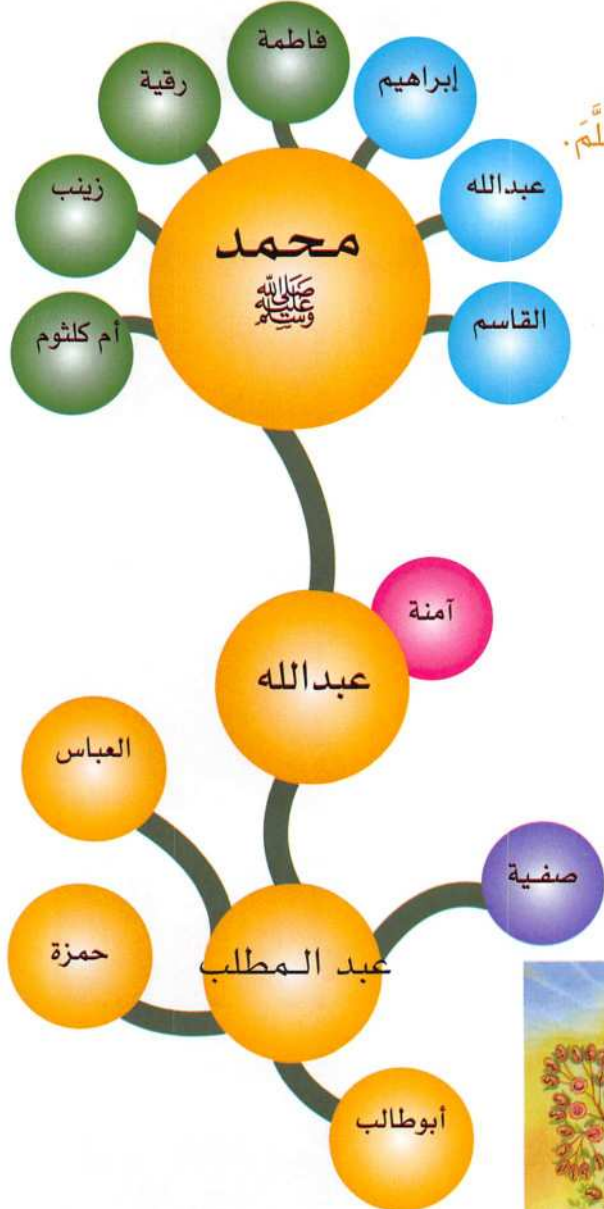 فاطمة
إبراهيم
رقية
عبدالله
زينب
محمد
صلى الله
عليه
وسلم
القاسم
أم كلثوم
آمنة
عبدالله
العباس
صفية
حمزة
عبد المطلب
أبوطالب